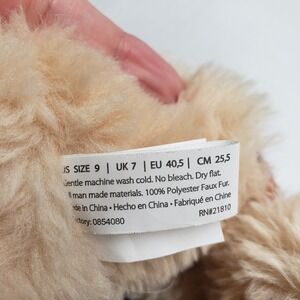 US SIZE 9 | UK 7 | EU 40,5 | CM 25,5
Gentle machine wash cold. No bleach. Dry flat.
All man made materials. 100% Polyester Faux Fur.
Made in China • Hecho en China • Fabriqué en Chine
Factory:0854080 RN#21810